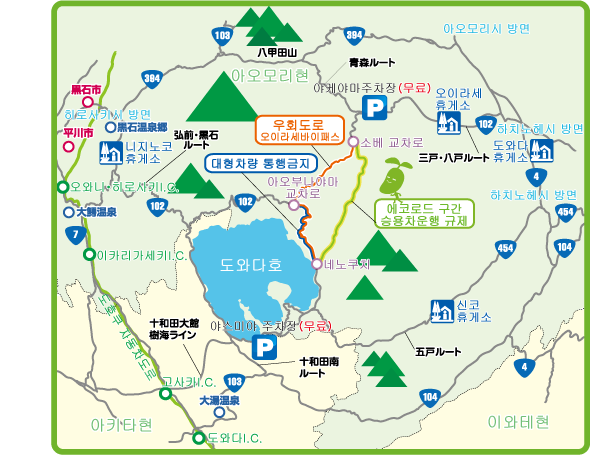 아오모리시 방면
103
394
八甲田山
青森ルート
아오모리현
394
야케야마주차장(무료)
오이라세
휴게소
黒石市
히로사키시 방면
P
우회도로
오이라세바이패스
102
하치노헤시 방면
黒石温泉郷
平川市
弘前・黒石
ルート
소베 교차로
도와다
휴게소
니지노코
휴게소
三戸・八戸ルート
대형차량 통행금지
4
아오부나야마
교차로
오와니·히로사키I.C.
하치노헤시 방면
102
102
에코로드 구간
승용차운행 규제
大鰐温泉
454
7
454
104
이카리가세키I.C.
도와다호
네노쿠치
도호쿠 자동차도로
신코
휴게소
十和田大館
樹海ライン
야스미야 주차장(무료)
P
五戸ルート
十和田南
ルート
고사카I.C.
103
4
大湯温泉
104
아키타현
이와테현
도와다I.C.